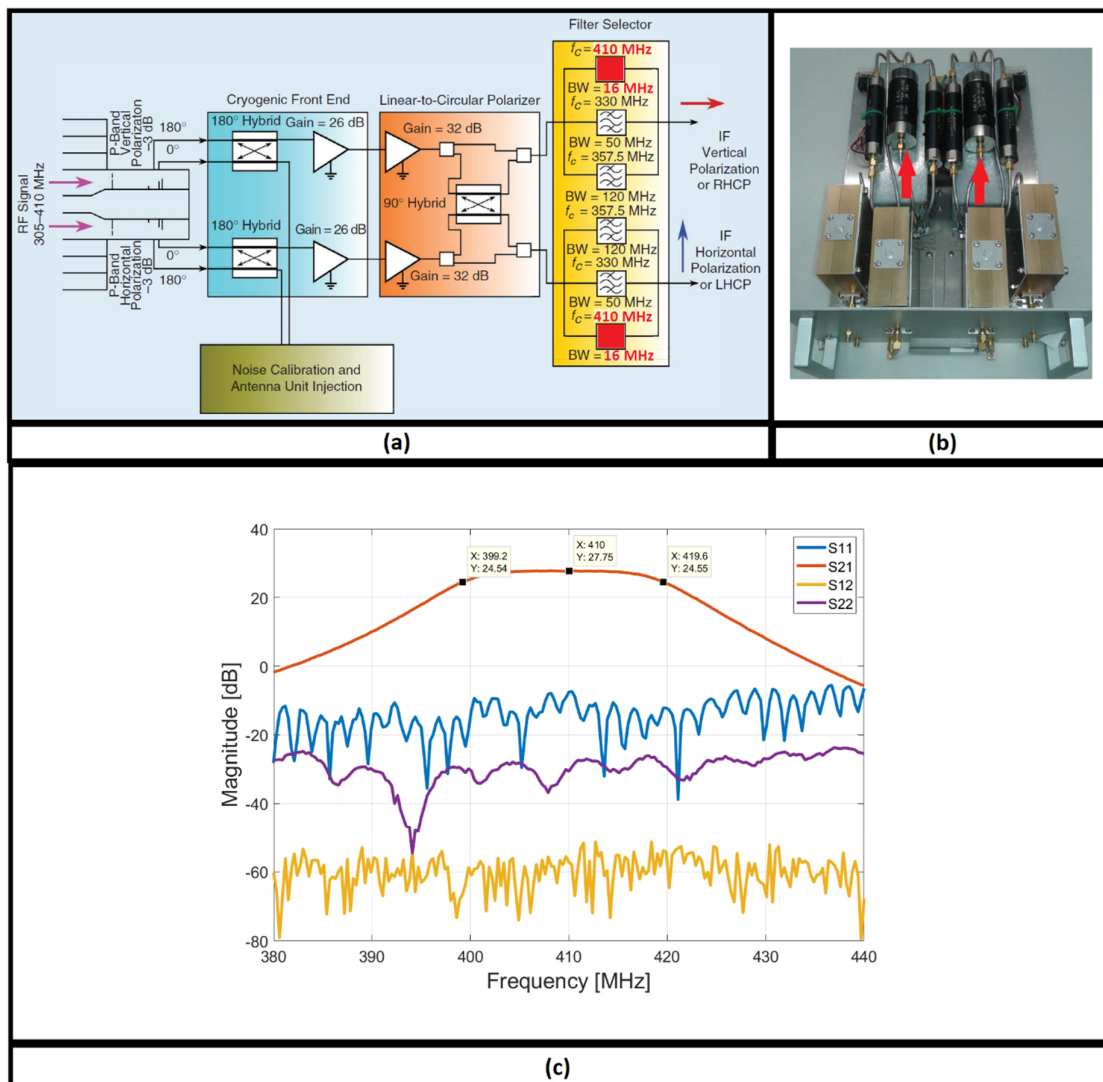 Filter Selector
fc = 410 MHz
BW = 16 MHz
fc = 330 MHz
BW = 50 MHz
fc = 357.5 MHz
BW = 120 MHz
fc = 357.5 MHz
BW = 120 MHz
fc = 330 MHz
BW = 50 MHz
fc = 410 MHz
BW = 16 MHz
Cryogenic Front End
180° Hybrid
Gain = 26 dB
180° Hybrid
Gain = 26 dB
Linear-to-Circular Polarizer
Gain = 32 dB
90° Hybrid
Gain = 32 dB
P-Band
Vertical
Polarizaton
–3 dB
180°
0°
RF Signal
305–410 MHz
P-Band
Horizontal
Polarization
–3 dB
0°
180°
IF
Vertical
Polarization
or RHCP
IF
Horizontal
Polarization
or LHCP
Noise Calibration and
Antenna Unit Injection
(a)
(b)
40
20
0
-20
-40
-60
-80
Magnitude [dB]
X: 399.2
Y: 24.54
X: 410
Y: 27.75
X: 419.6
Y: 24.55
S11
S21
S12
S22
380 390 400 410 420 430 440
Frequency [MHz]
(c)